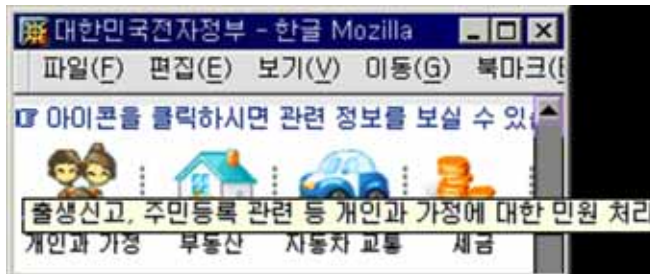 대한민국전자정부 - 한글 Mozilla
파일(F) 편집(E) 보기(V) 이동(G) 북마크(
☞ 아이콘을 클릭하시면 관련 정보를 보실 수 있
출생신고, 주민등록 관련 등 개인과 가정에 대한 민원 처리
개인과 가정 부동산 자동차 교통 세금